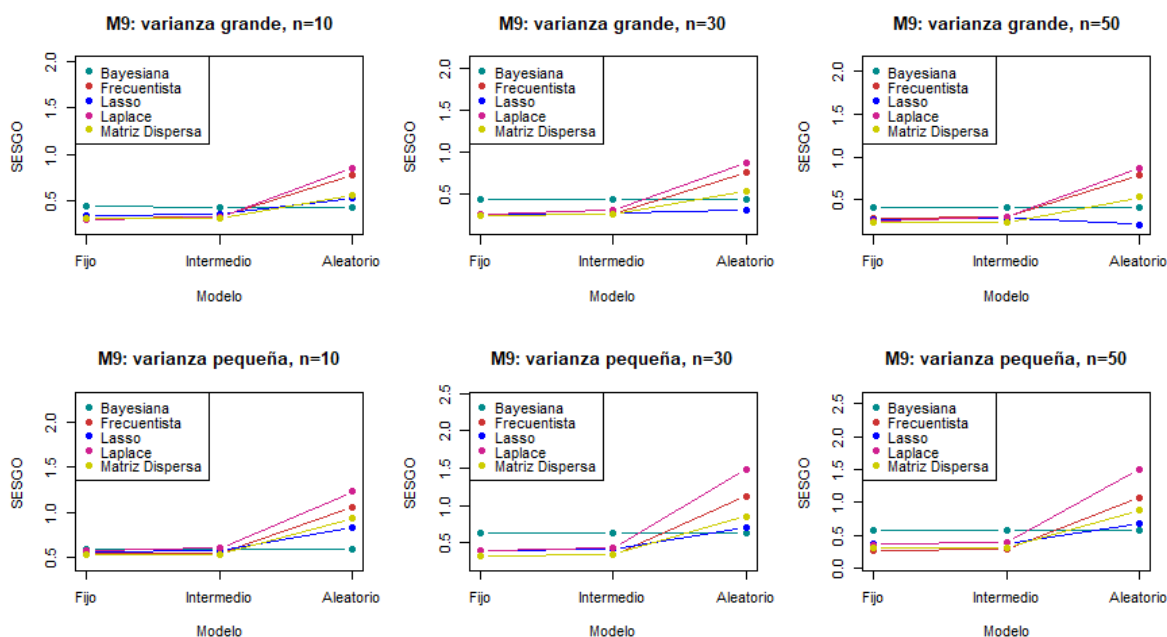 M9: varianza grande, n=10
SESGO
2.0
1.5
1.0
0.5
Bayesiana
Frecuentista
Lasso
Laplace
Matriz Dispersa
Fijo Intermedio Aleatorio
Modelo
M9: varianza grande, n=30
SESGO
2.0
1.5
1.0
0.5
Bayesiana
Frecuentista
Lasso
Laplace
Matriz Dispersa
Fijo Intermedio Aleatorio
Modelo
M9: varianza grande, n=50
SESGO
2.0
1.5
1.0
0.5
Bayesiana
Frecuentista
Lasso
Laplace
Matriz Dispersa
Fijo Intermedio Aleatorio
Modelo
M9: varianza pequeña, n=10
SESGO
2.0
1.5
1.0
0.5
Bayesiana
Frecuentista
Lasso
Laplace
Matriz Dispersa
Fijo Intermedio Aleatorio
Modelo
M9: varianza pequeña, n=30
SESGO
2.5
2.0
1.5
1.0
0.5
Bayesiana
Frecuentista
Lasso
Laplace
Matriz Dispersa
Fijo Intermedio Aleatorio
Modelo
M9: varianza pequeña, n=50
SESGO
2.5
2.0
1.5
1.0
0.5
0.0
Bayesiana
Frecuentista
Lasso
Laplace
Matriz Dispersa
Fijo Intermedio Aleatorio
Modelo